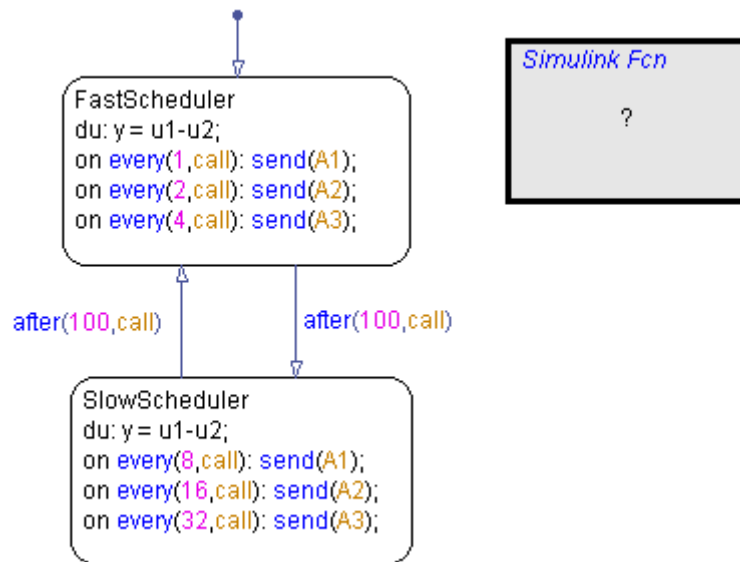 Simulink Fcn
?
FastScheduler
du: y = u1-u2;
on every(1,call): send(A1);
on every(2,call): send(A2);
on every(4,call): send(A3);
after(100,call)
after(100,call)
SlowScheduler
du: y = u1-u2;
on every(8,call): send(A1);
on every(16,call): send(A2);
on every(32,call): send(A3);